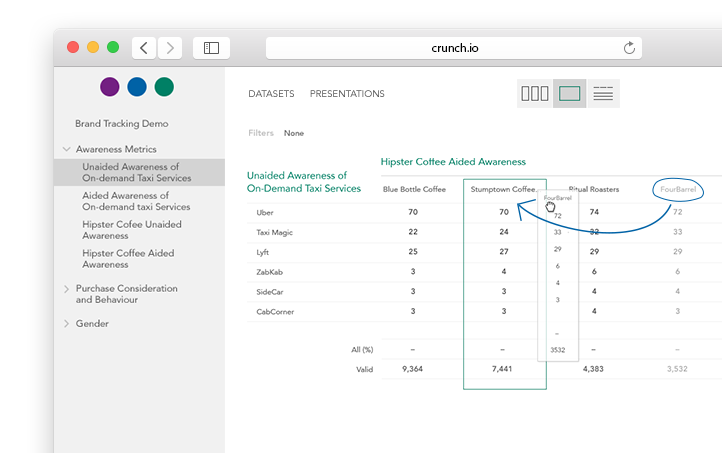 crunch.io
DATASETS PRESENTATIONS
Brand Tracking Demo
Awareness Metrics
Unaided Awareness of
On-demand Taxi Services
Aided Awareness of
On-demand taxi Services
Hipster Cofee Unaided
Awareness
Hipster Coffee Aided
Awareness
Purchase Consideration
and Behaviour
Gender
Filters None
Hipster Coffee Aided Awareness
Unaided Awareness of
On-Demand Taxi Services
Blue Bottle Coffee Stumptown Coffee Ritual Roasters FourBarrel
Uber 70 70 74 72
Taxi Magic 22 24 32 33
Lyft 25 27 29 29
ZabKab 3 4 6 6
SideCar 3 3 4 4
CabCorner 3 3 4 3
All (%) – – – –
Valid 9,364 7,441 4,383 3,532
FourBarrel
72
33
29
6
4
3
–
3532